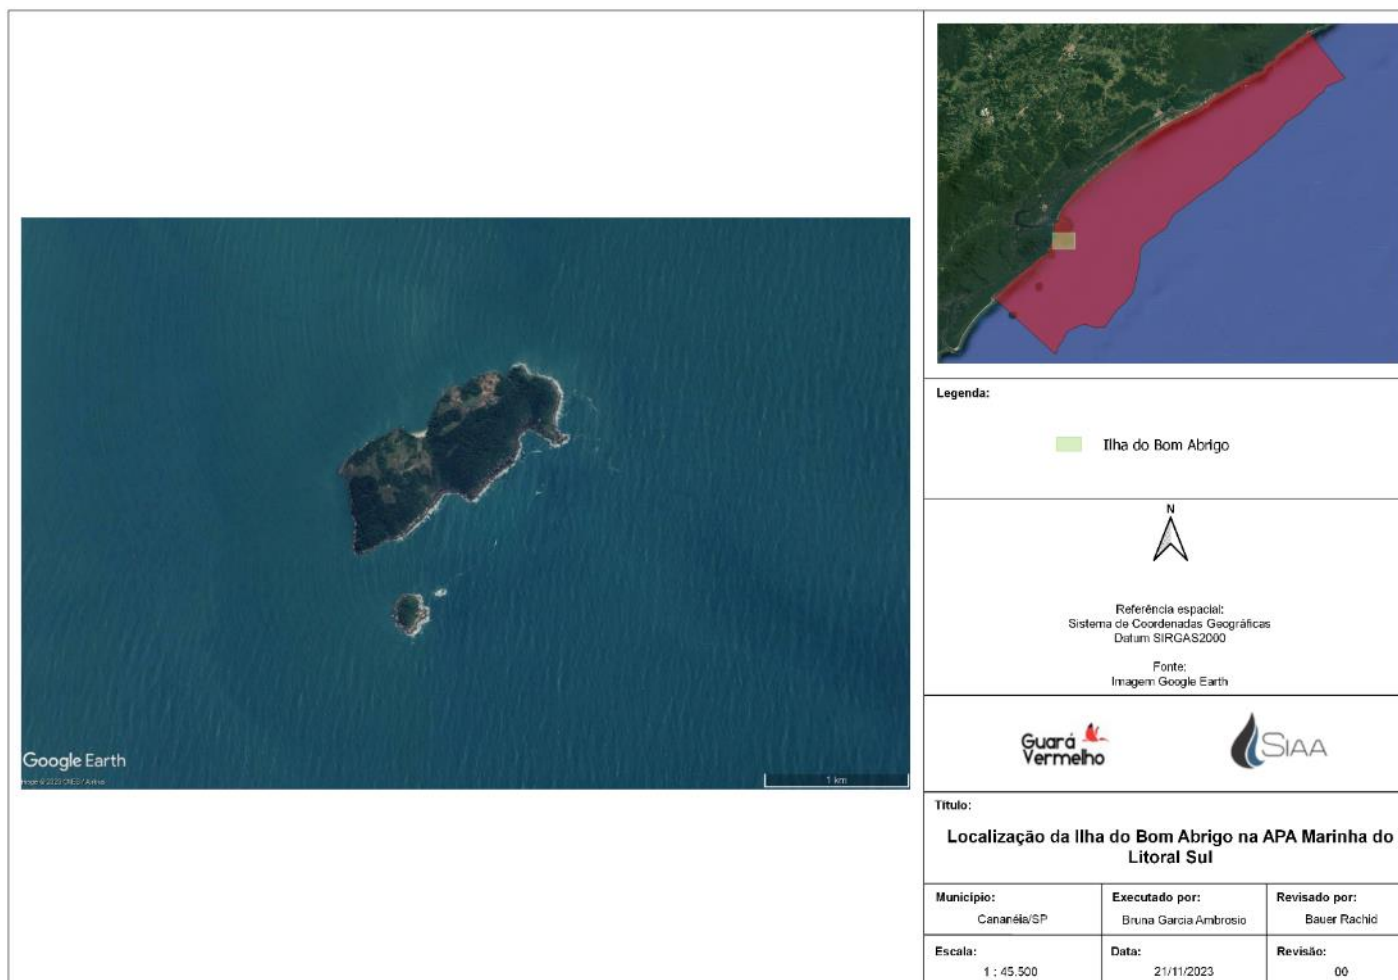 Google Earth
1 km
Legenda:
Ilha do Bom Abrigo
N
Referência espacial:
Sistema de Coordenadas Geográficas
Datum SIRGAS2000
Fonte:
Imagem Google Earth
Guará
Vermelho
SIAA
Título:
Localização da Ilha do Bom Abrigo na APA Marinha do
Litoral Sul
Município:
Cananéia/SP
Executado por:
Bruna Garcia Ambrosio
Revisado por:
Bauer Rachid
Escala:
1 : 45.500
Data:
21/11/2023
Revisão:
00